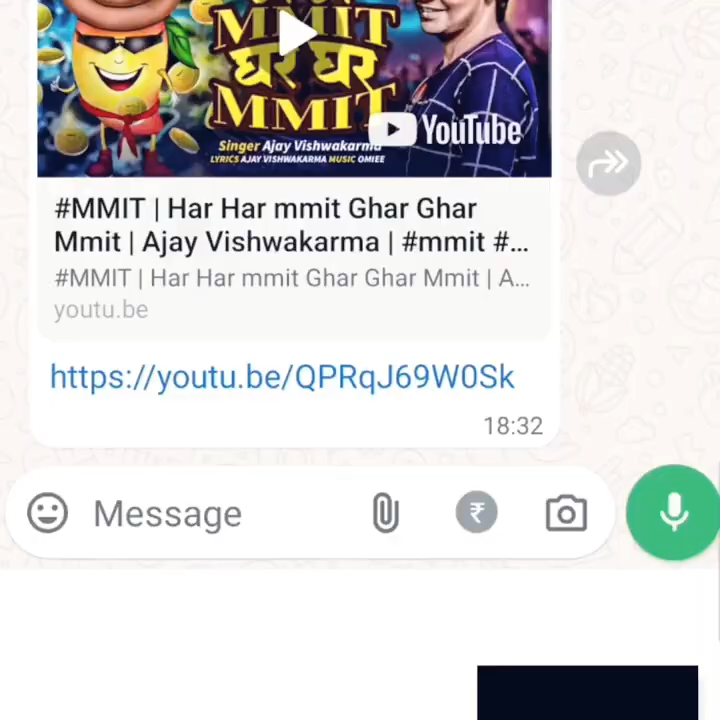 MMIT
घर घर
MMIT
YouTube
Singer Ajay Vishwakarma
LYRICS AJAY VISHWAKARMA MUSIC OMIEE
#MMIT | Har Har mmit Ghar Ghar
Mmit | Ajay Vishwakarma | #mmit #...
#MMIT | Har Har mmit Ghar Ghar Mmit | A...
youtu.be
https://youtu.be/QPRqJ69W0Sk
18:32
Message
₹